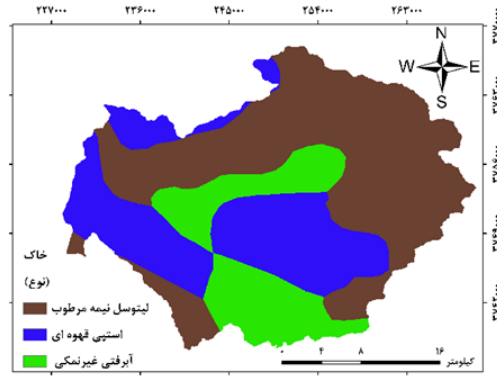 ۲۲۷۰۰۰ ۲۳۶۰۰۰ ۲۴۵۰۰۰ ۲۵۴۰۰۰ ۲۶۳۰۰۰
N
W E
S
خاک
(نوع)
لیتوسل نیمه مرطوب
استپی قهوه ای
آبرفتی غیرنمکی
۰ ۴ ۸ ۱۶
کیلومتر